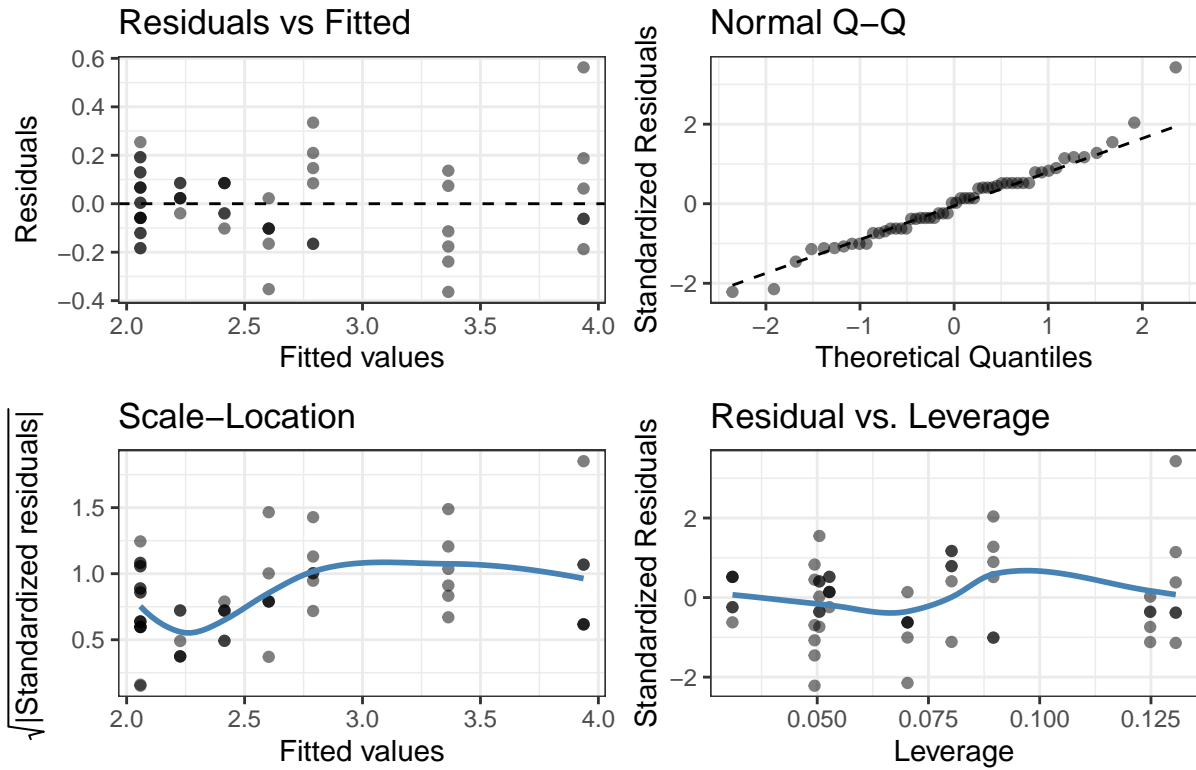 Residuals vs Fitted
Residuals
0.6
0.4
0.2
0.0
−0.2
−0.4
2.0 2.5 3.0 3.5 4.0
Fitted values
Normal Q−Q
Standardized Residuals
2
0
−2
−2 −1 0 1 2
Theoretical Quantiles
Scale−Location
√|Standardized residuals|
1.5
1.0
0.5
2.0 2.5 3.0 3.5 4.0
Fitted values
Residual vs. Leverage
Standardized Residuals
2
0
−2
0.050 0.075 0.100 0.125
Leverage